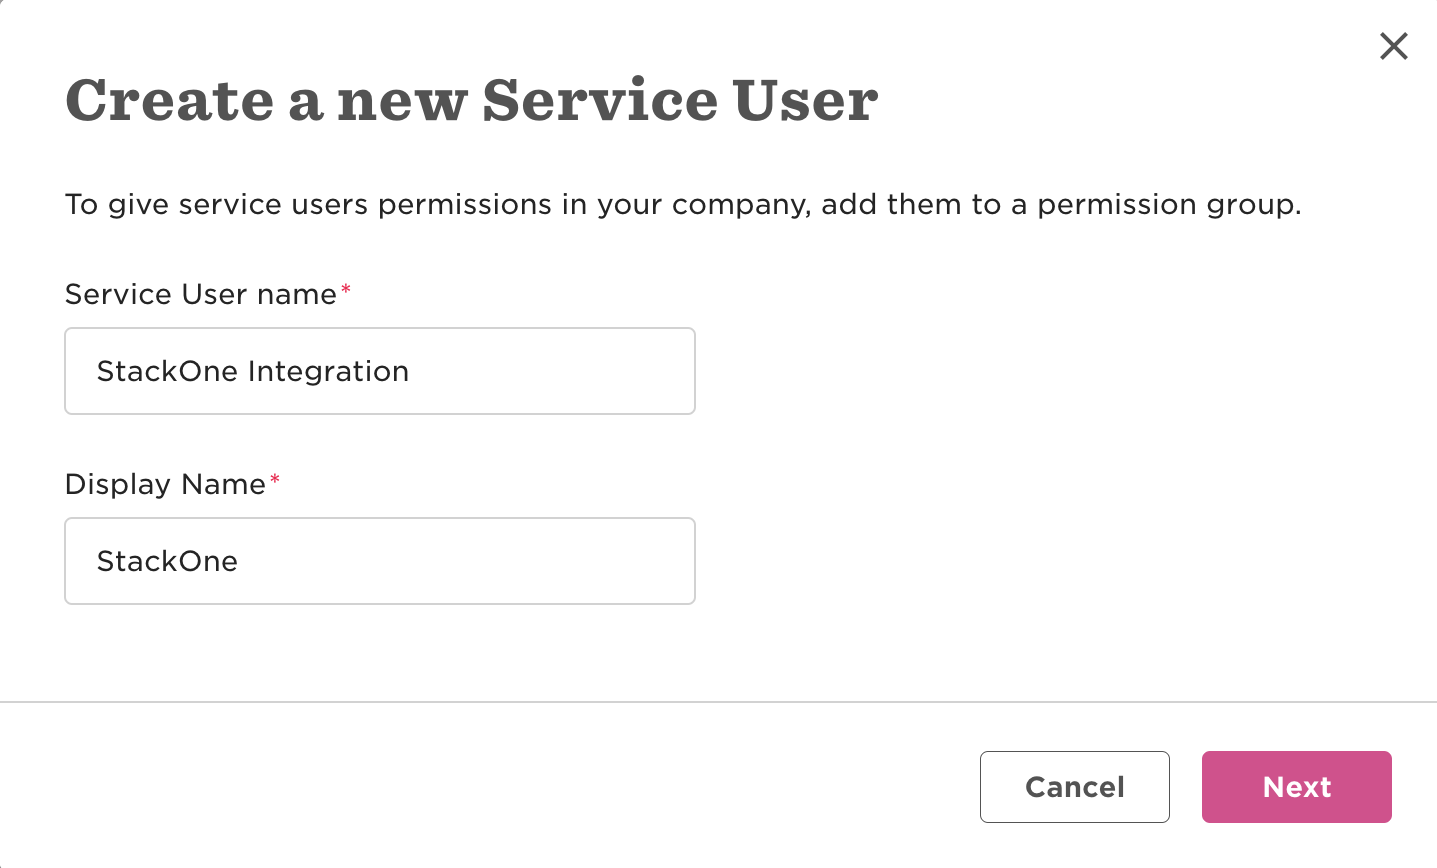 Create a new Service User
To give service users permissions in your company, add them to a permission group.
Service User name*
StackOne Integration
Display Name*
StackOne
Cancel
Next